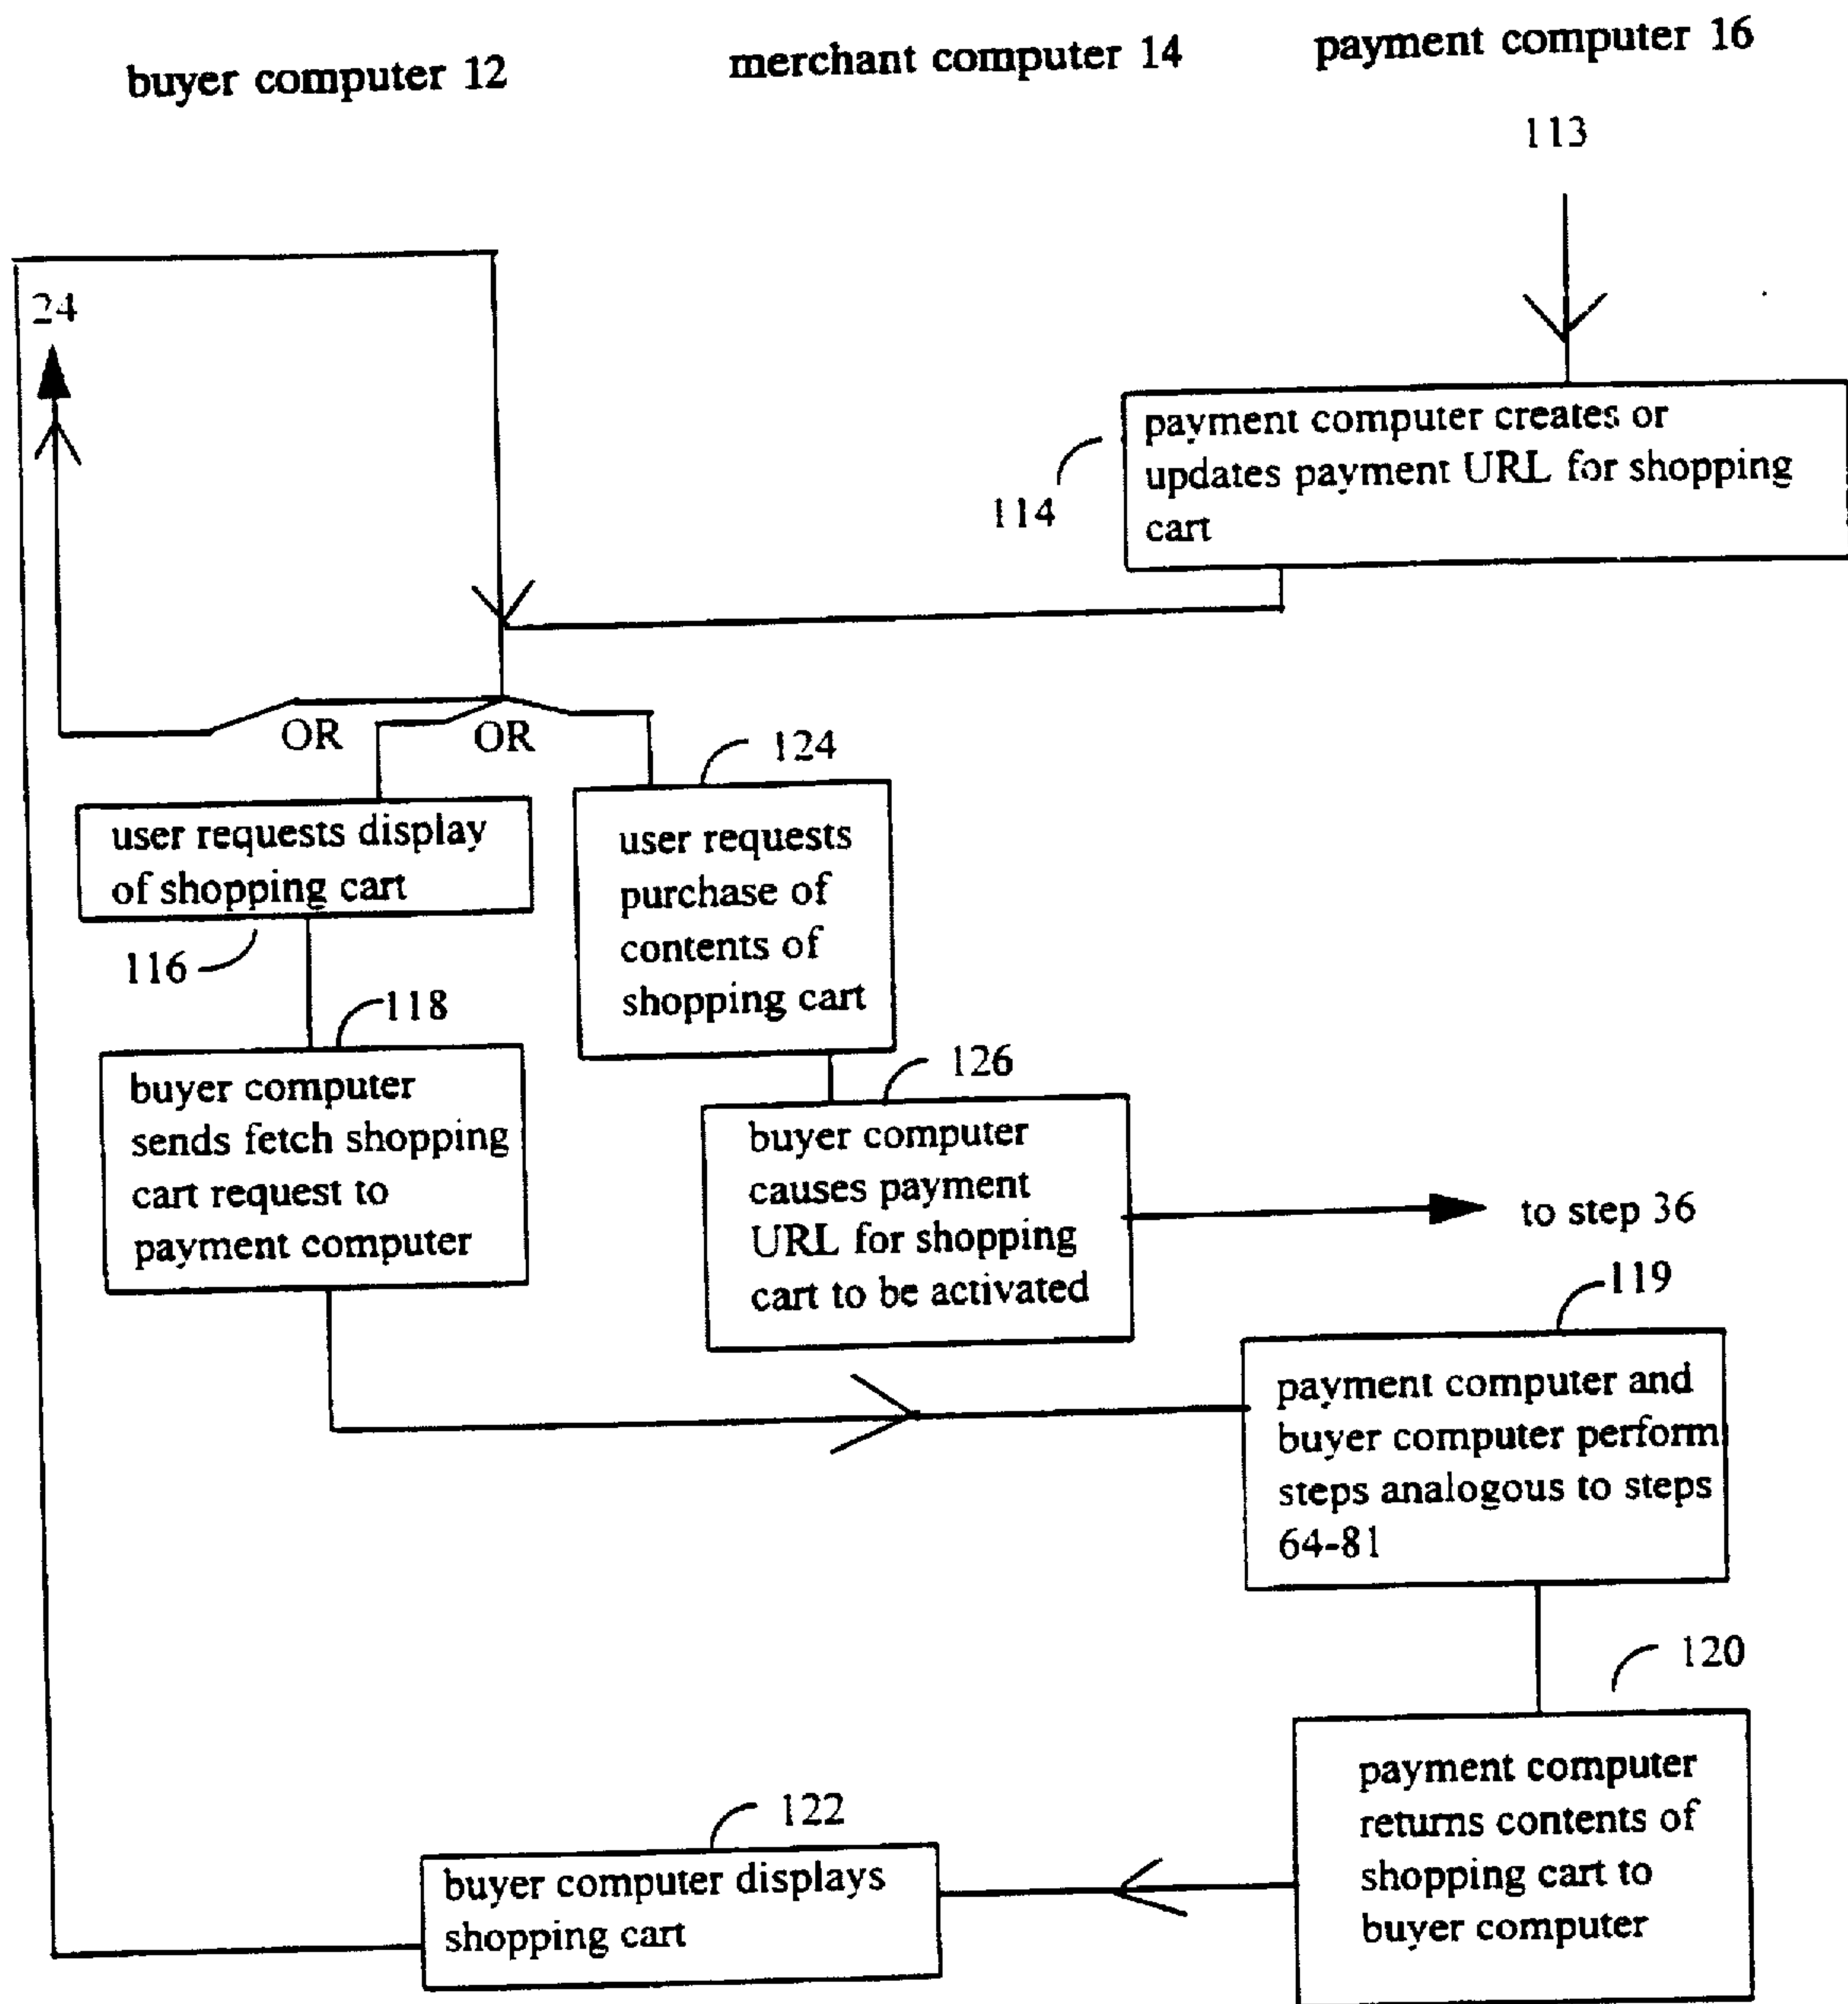 buyer computer 12
merchant computer 14
payment computer 16
113
24
payment computer creates or
updates payment URL for shopping
cart
114
OR
OR
124
user requests display
of shopping cart
116
user requests
purchase of
contents of
shopping cart
118
buyer computer
sends fetch shopping
cart request to
payment computer
126
buyer computer
causes payment
URL for shopping
cart to be activated
to step 36
119
payment computer and
buyer computer perform
steps analogous to steps
64-81
120
payment computer
returns contents of
shopping cart to
buyer computer
122
buyer computer displays
shopping cart